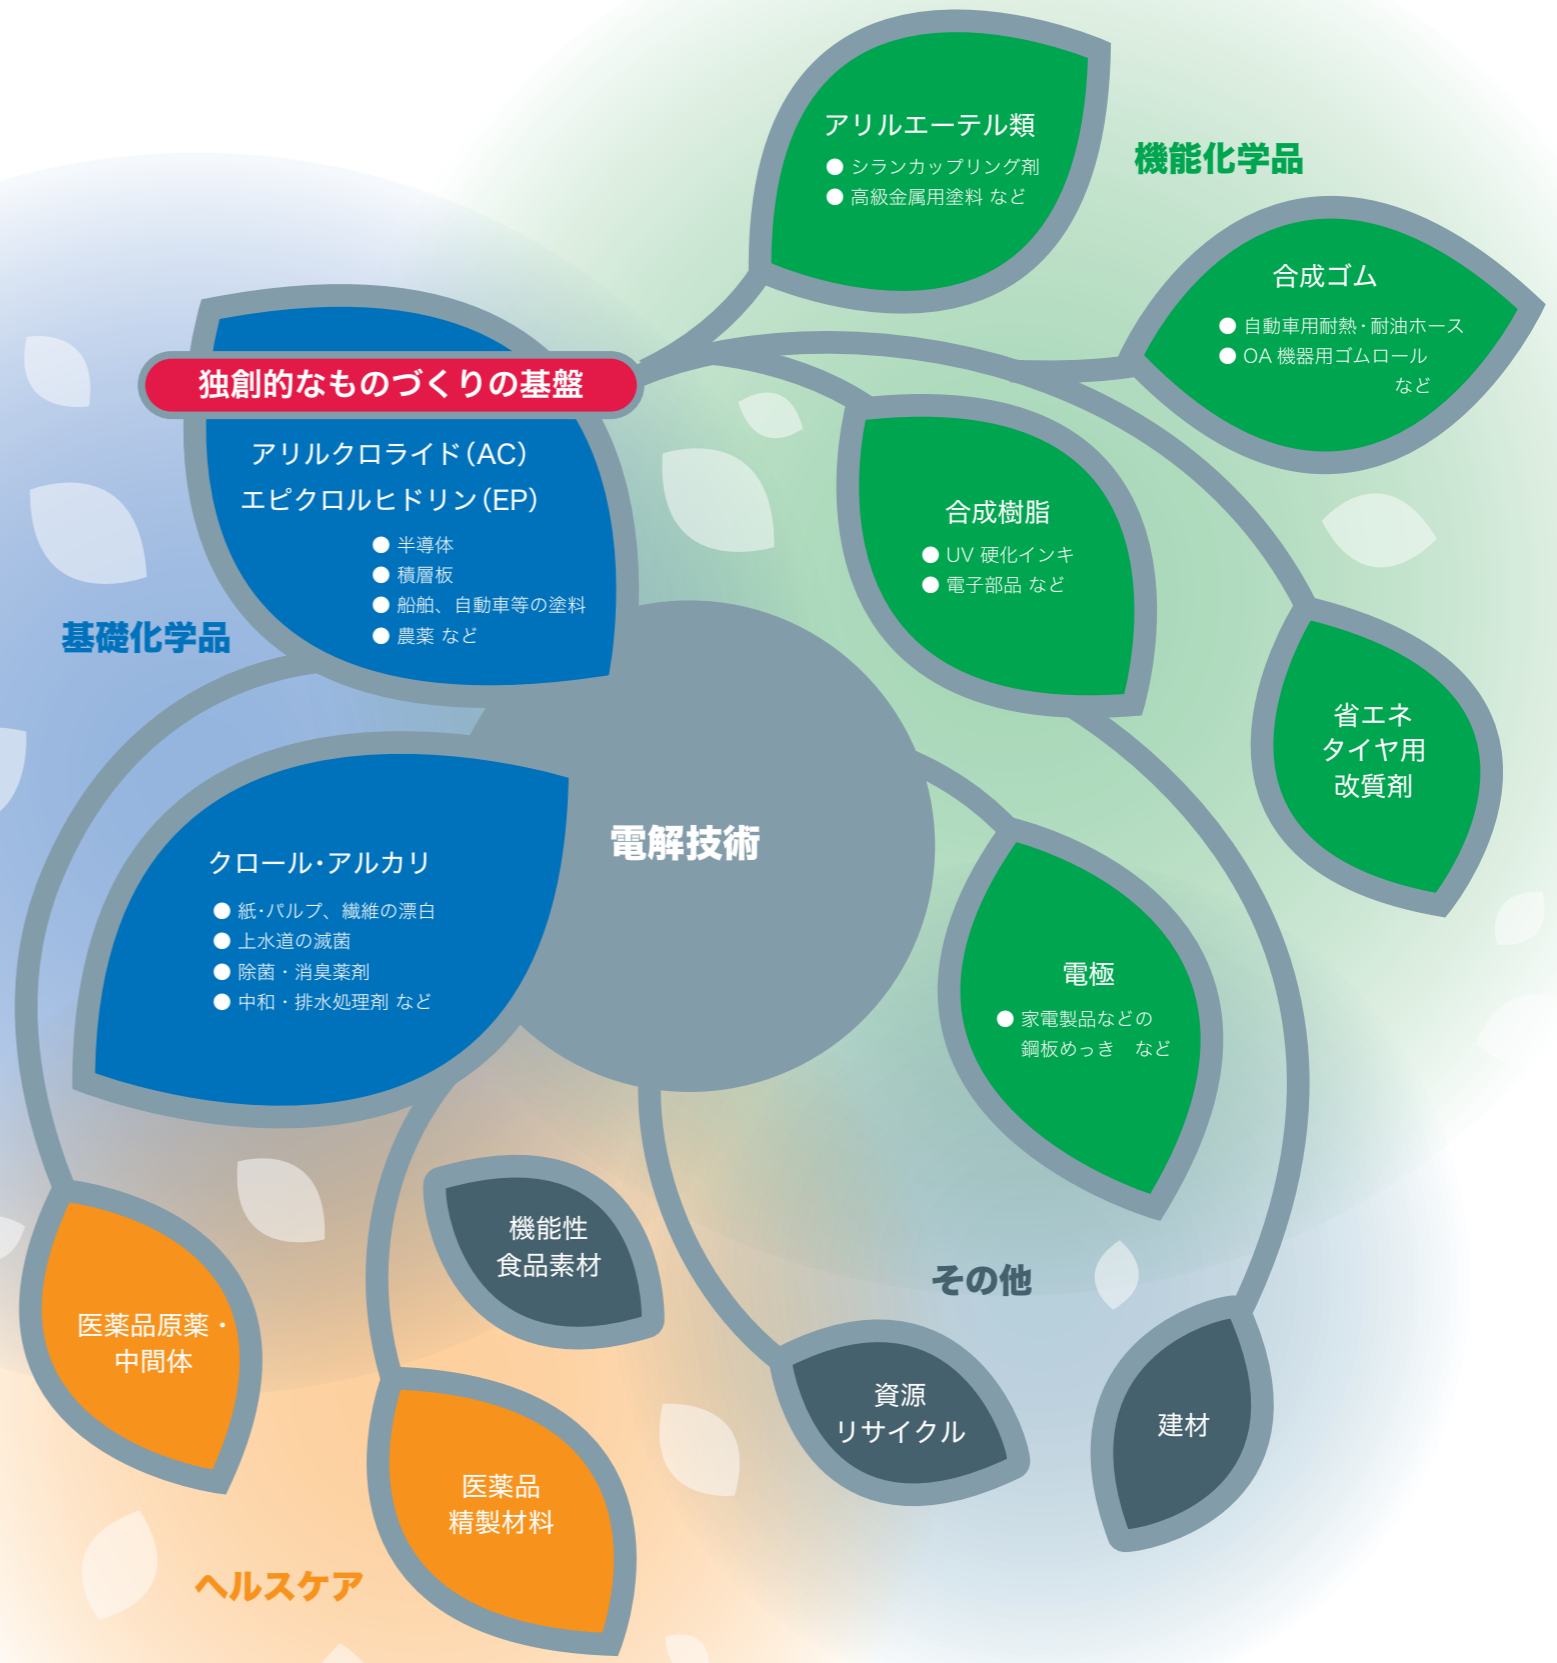 アリルエーテル類
● シランカップリング剤
● 高級金属用塗料 など
機能化学品
合成ゴム
● 自動車用耐熱・耐油ホース
● OA 機器用ゴムロール
など
独創的なものづくりの基盤
アリルクロライド(AC)
エピクロルヒドリン(EP)
● 半導体
● 積層板
● 船舶、自動車等の塗料
● 農薬 など
基礎化学品
合成樹脂
● UV 硬化インキ
● 電子部品 など
省エネ
タイヤ用
改質剤
電解技術
クロール・アルカリ
● 紙・パルプ、繊維の漂白
● 上水道の滅菌
● 除菌・消臭薬剤
● 中和・排水処理剤 など
電極
● 家電製品などの
鋼板めっき　など
機能性
食品素材
その他
医薬品原薬・
中間体
資源
リサイクル
建材
医薬品
精製材料
ヘルスケア